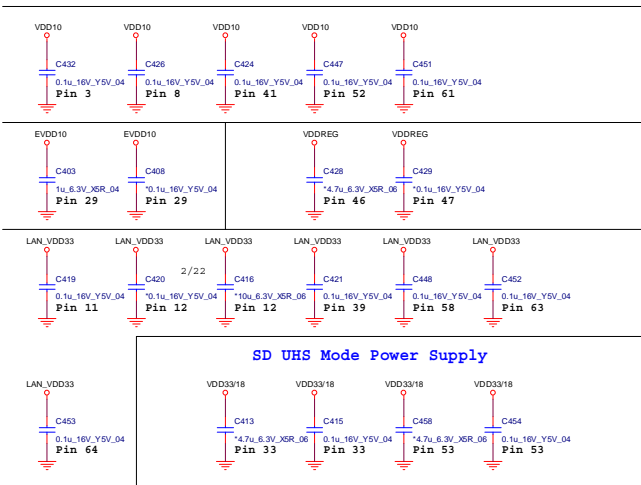 VDD10 VDD10 VDD10 VDD10 VDD10
C432 C426 C424 C447 C451
0.1u_16V_Y5V_04 0.1u_16V_Y5V_04 0.1u_16V_Y5V_04 0.1u_16V_Y5V_04 0.1u_16V_Y5V_04
Pin 3 Pin 8 Pin 41 Pin 52 Pin 61
EVDD10 EVDD10 VDDREG VDDREG
C403 C408 C428 C429
1u_6.3V_X5R_04 *0.1u_16V_Y5V_04 *4.7u_6.3V_X5R_06 *0.1u_16V_Y5V_04
Pin 29 Pin 29 Pin 46 Pin 47
LAN_VDD33 LAN_VDD33 LAN_VDD33 LAN_VDD33 LAN_VDD33 LAN_VDD33
2/22
C419 C420 C416 C421 C448 C452
0.1u_16V_Y5V_04 *0.1u_16V_Y5V_04 *10u_6.3V_X5R_06 0.1u_16V_Y5V_04 0.1u_16V_Y5V_04 0.1u_16V_Y5V_04
Pin 11 Pin 12 Pin 12 Pin 39 Pin 58 Pin 63
SD UHS Mode Power Supply
LAN_VDD33 VDD33/18 VDD33/18 VDD33/18 VDD33/18
C453 C413 C415 C458 C454
0.1u_16V_Y5V_04 *4.7u_6.3V_X5R_06 0.1u_16V_Y5V_04 *4.7u_6.3V_X5R_06 0.1u_16V_Y5V_04
Pin 64 Pin 33 Pin 33 Pin 53 Pin 53